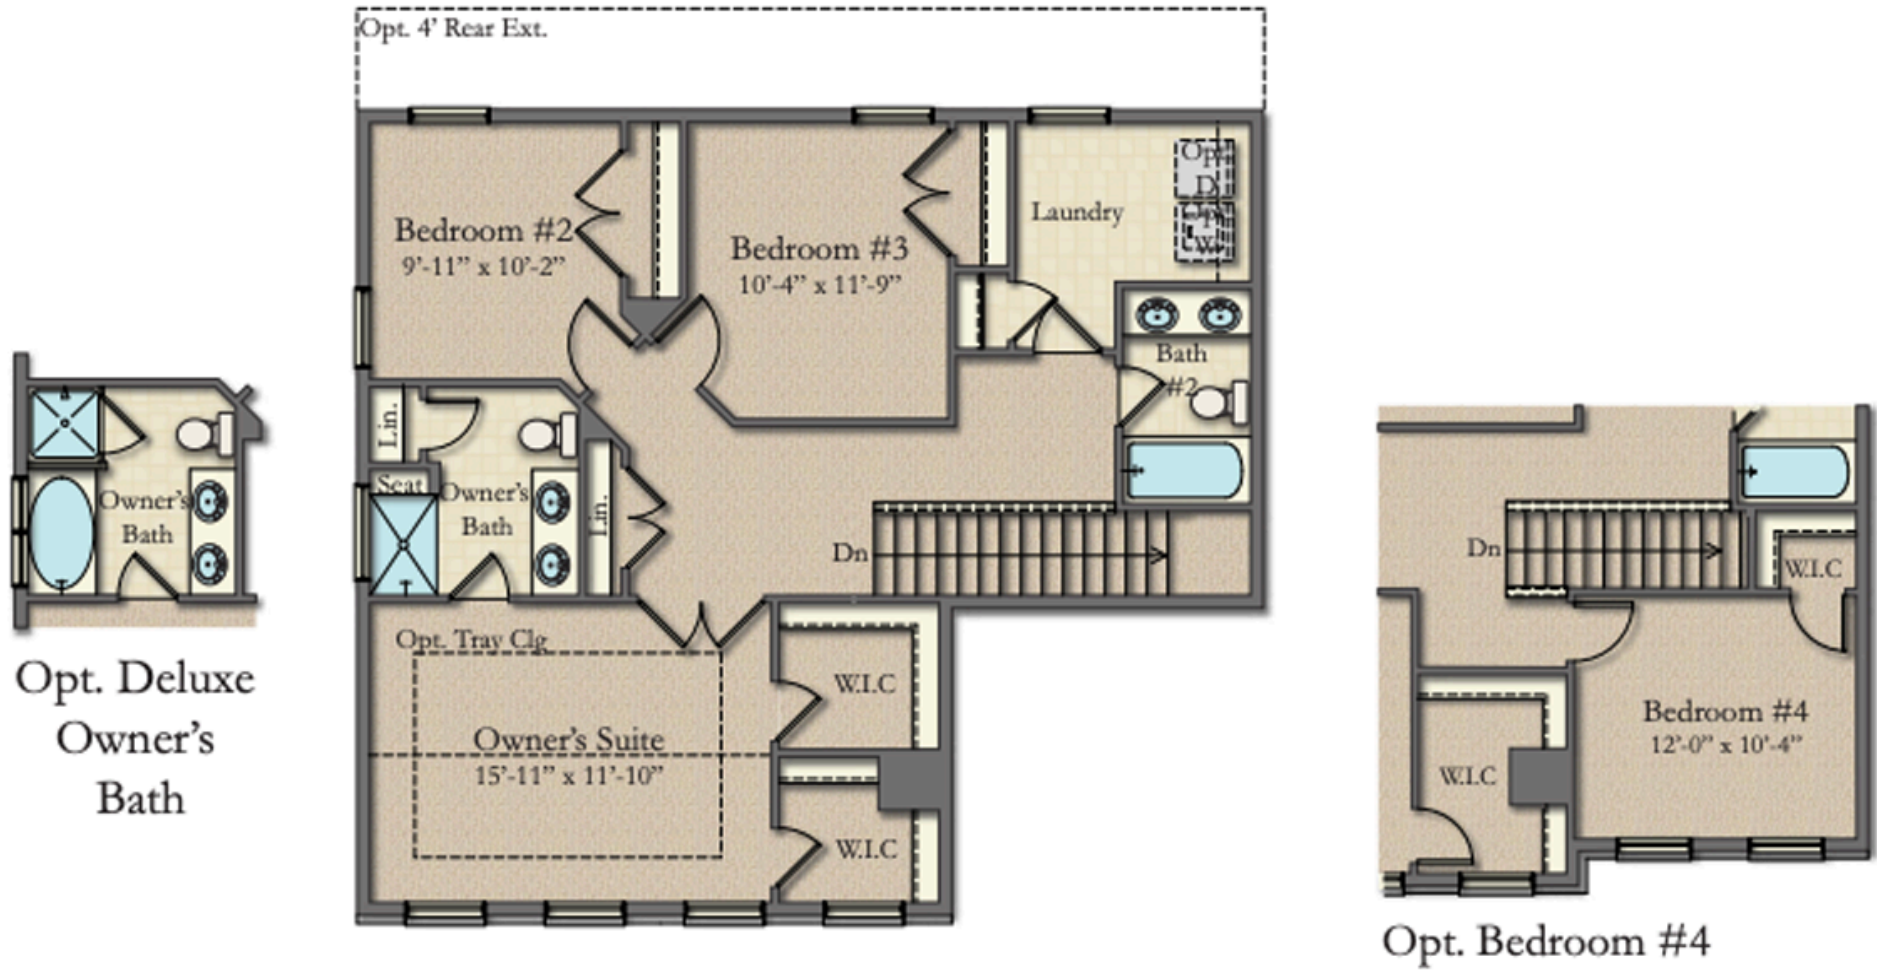 Opt. 4' Rear Ext.
Bedroom #2
9'-11" x 10'-2"
Bedroom #3
10'-4" x 11'-9"
Laundry
Opt
D
Opt
W
Bath
#2
Lin.
Seat
Owner's
Bath
Lin.
Dn
Opt. Tray Clg
Owner's Suite
15'-11" x 11'-10"
W.I.C
W.I.C
Owner's
Bath
Opt. Deluxe
Owner's
Bath
Dn
W.I.C
Bedroom #4
12'-0" x 10'-4"
W.I.C
Opt. Bedroom #4